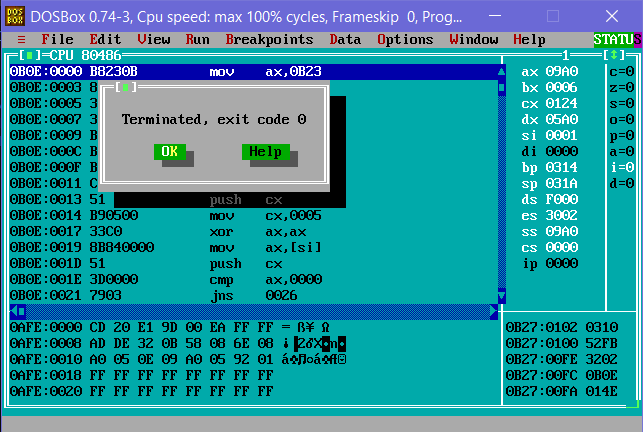 DOSBox 0.74-3, Cpu speed: max 100% cycles, Frameskip 0, Prog...
≡ File Edit View Run Breakpoints Data Options Window Help STATUS
[■]=CPU 80486 1=[↕]
0B0E:0000 B8230B mov ax,0B23 ax 09A0 c=0
0B0E:0003 8 bx 0006 z=0
0B0E:0005 3 cx 0124 s=0
0B0E:0007 3 Terminated, exit code 0 dx 05A0 o=0
0B0E:0009 B si 0001 p=0
0B0E:000C B OK Help di 0000 a=0
0B0E:000F B bp 0314 i=0
0B0E:0011 C sp 031A d=0
0B0E:0013 51 push cx ds F000
0B0E:0014 B90500 mov cx,0005 es 3002
0B0E:0017 33C0 xor ax,ax ss 09A0
0B0E:0019 8B840000 mov ax,[si] cs 0000
0B0E:001D 51 push cx ip 0000
0B0E:001E 3D0000 cmp ax,0000
0B0E:0021 7903 jns 0026
0AFE:0000 CD 20 E1 9D 00 EA FF FF = ß¥ Ω 0B27:0102 0310
0AFE:0008 AD DE 32 0B 58 08 6E 08 0B27:0100 52FB
0AFE:0010 A0 05 0E 09 A0 05 92 01 0B27:00FE 3202
0AFE:0018 FF FF FF FF FF FF FF FF 0B27:00FC 0B0E
0AFE:0020 FF FF FF FF FF FF FF FF 0B27:00FA 014E